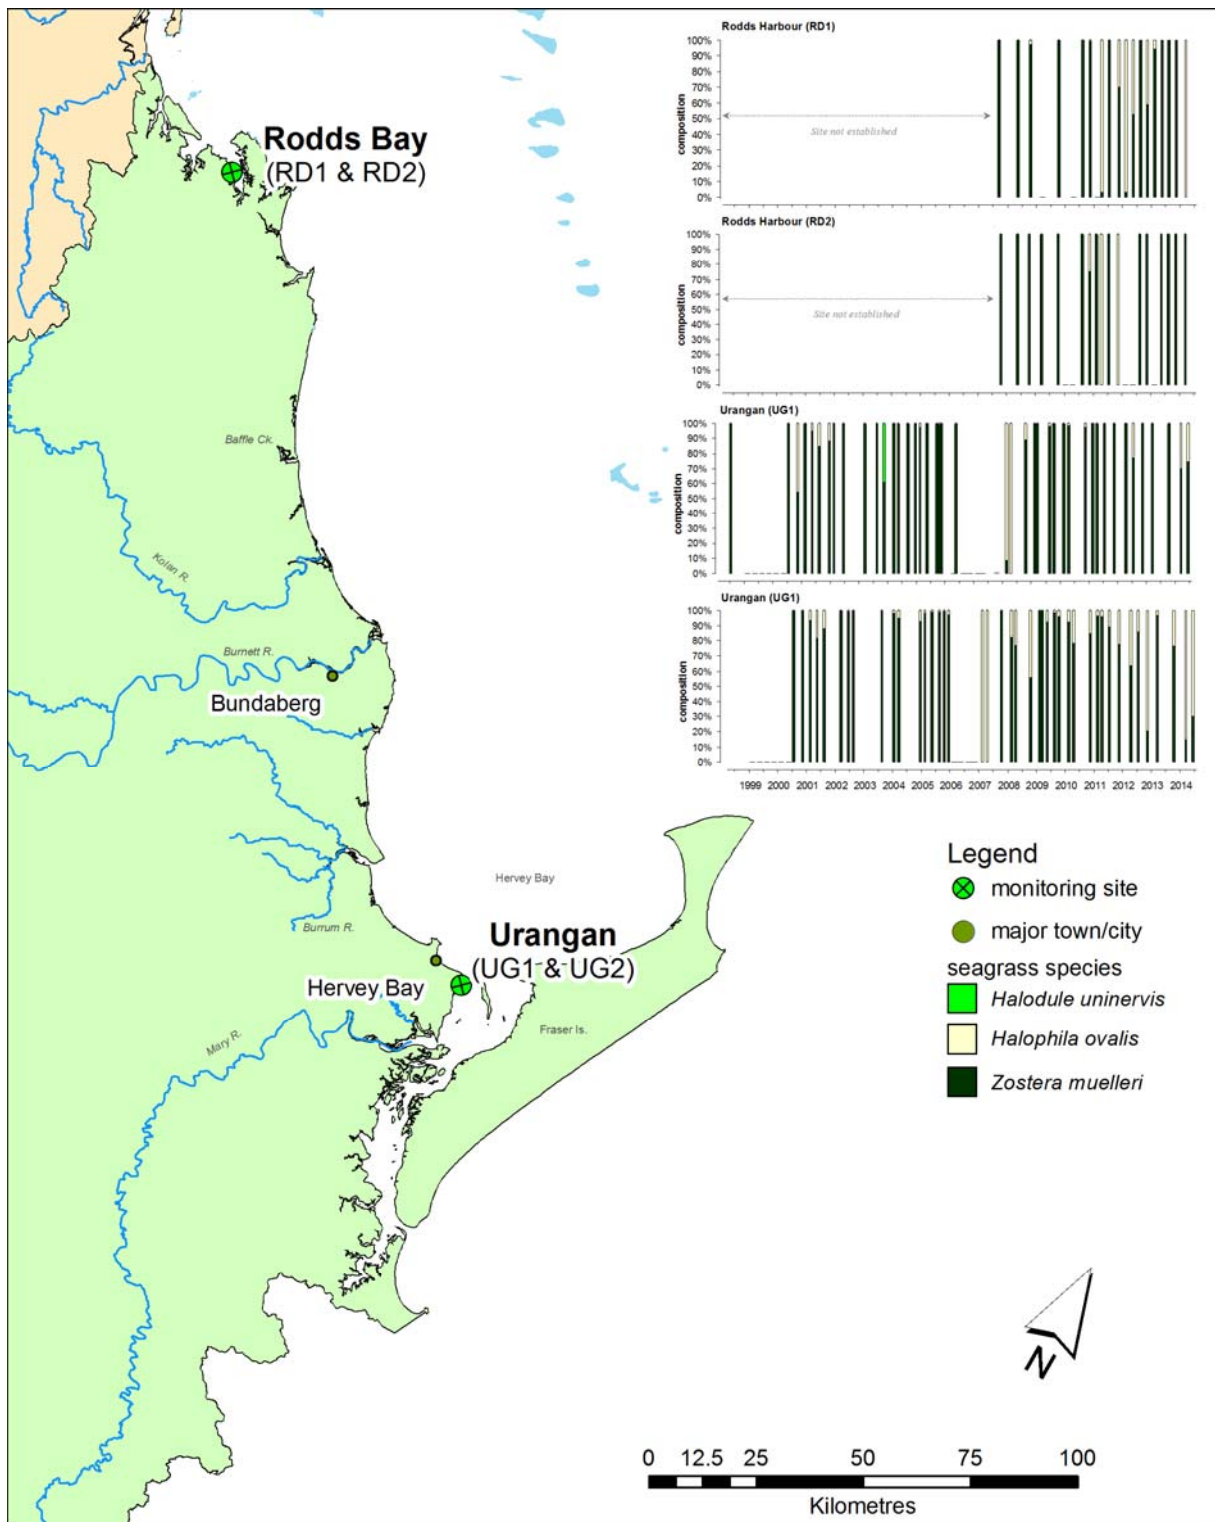 Rodds Bay
(RD1 & RD2)
Baffle Ck.
Kolan R.
Burnett R.
Bundaberg
Burrum R.
Hervey Bay
Urangan
(UG1 & UG2)
Hervey Bay
Fraser Is.
Mary R.
Rodds Harbour (RD1)
composition
100%
90%
80%
70%
60%
50%
40%
30%
20%
10%
0%
Site not established
Rodds Harbour (RD2)
composition
100%
90%
80%
70%
60%
50%
40%
30%
20%
10%
0%
Site not established
Urangan (UG1)
composition
100%
90%
80%
70%
60%
50%
40%
30%
20%
10%
0%
Urangan (UG1)
composition
100%
90%
80%
70%
60%
50%
40%
30%
20%
10%
0%
1999 2000 2001 2002 2003 2004 2005 2006 2007 2008 2009 2010 2011 2012 2013 2014
Legend
monitoring site
major town/city
seagrass species
Halodule uninervis
Halophila ovalis
Zostera muelleri
N
0 12.5 25 50 75 100
Kilometres